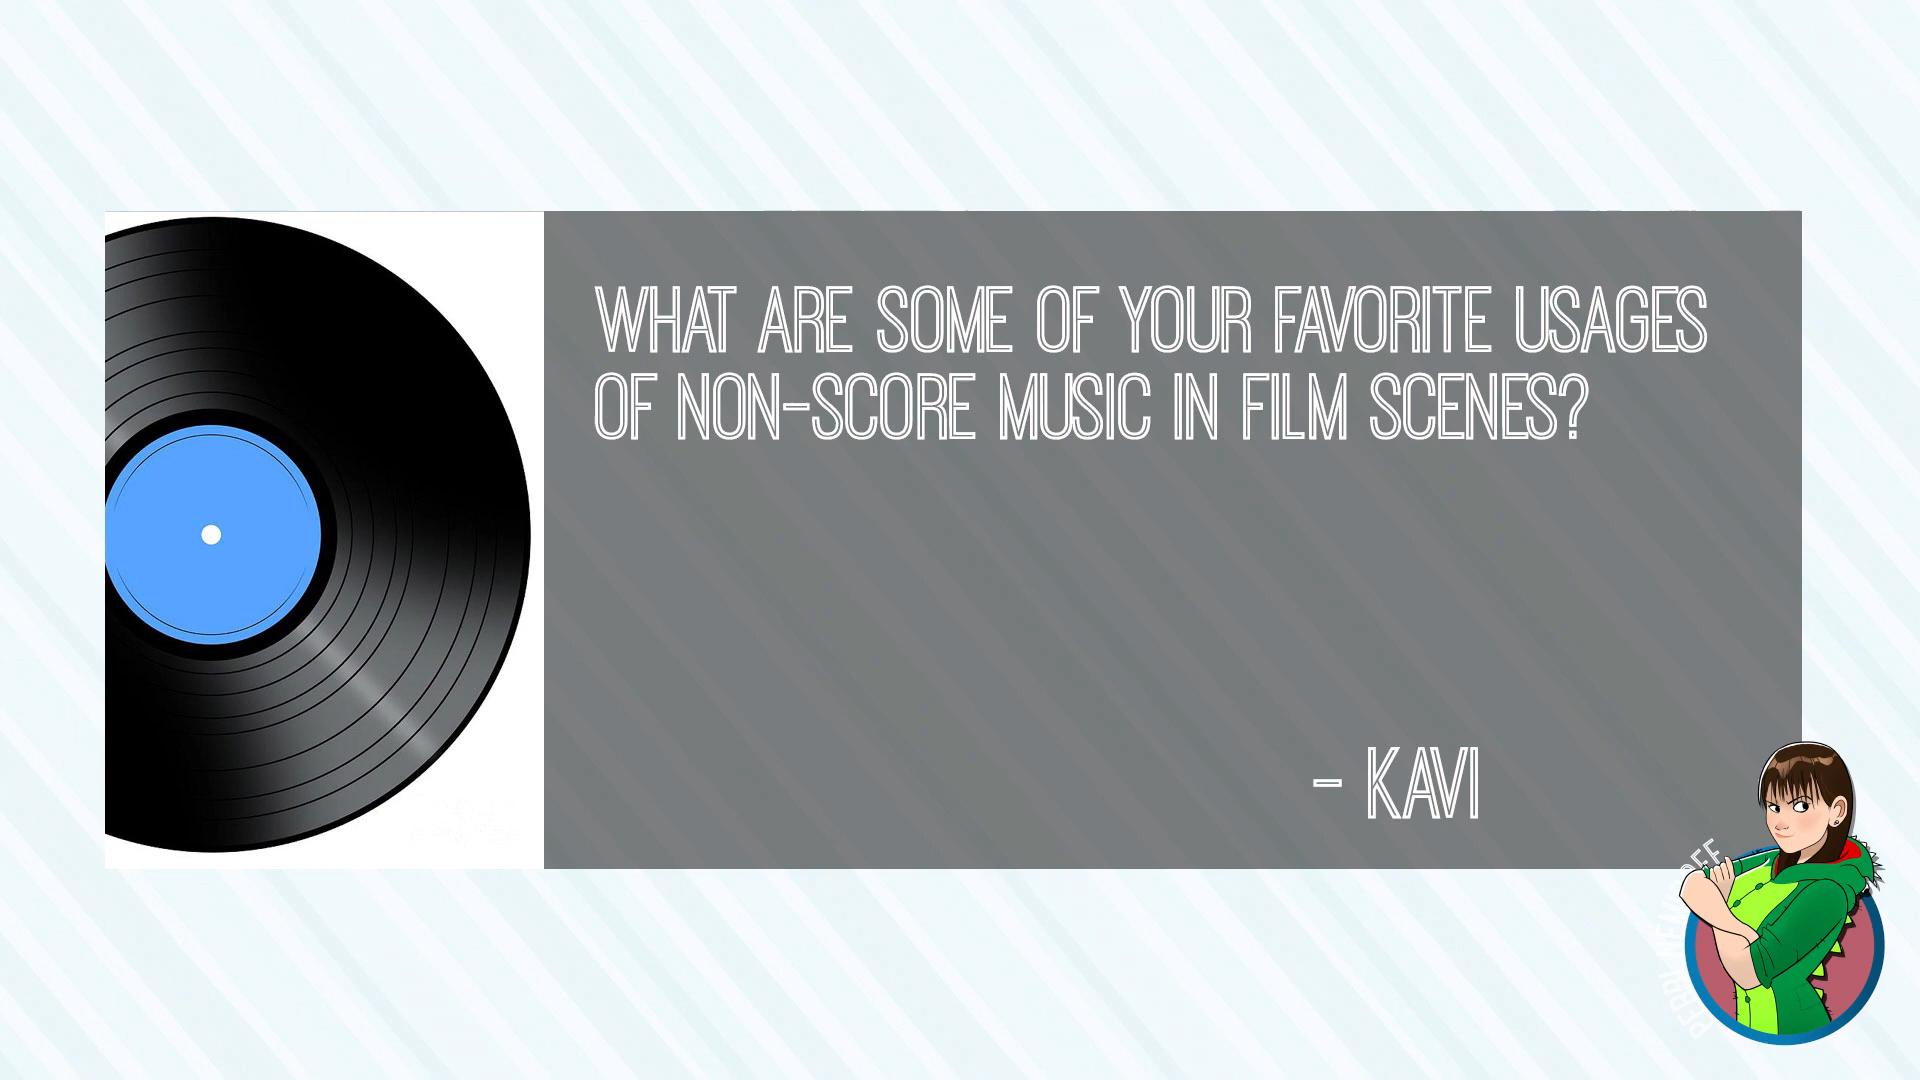 WHAT ARE SOME OF YOUR FAVORITE USAGES
OF NON-SCORE MUSIC IN FILM SCENES?
- KAVI